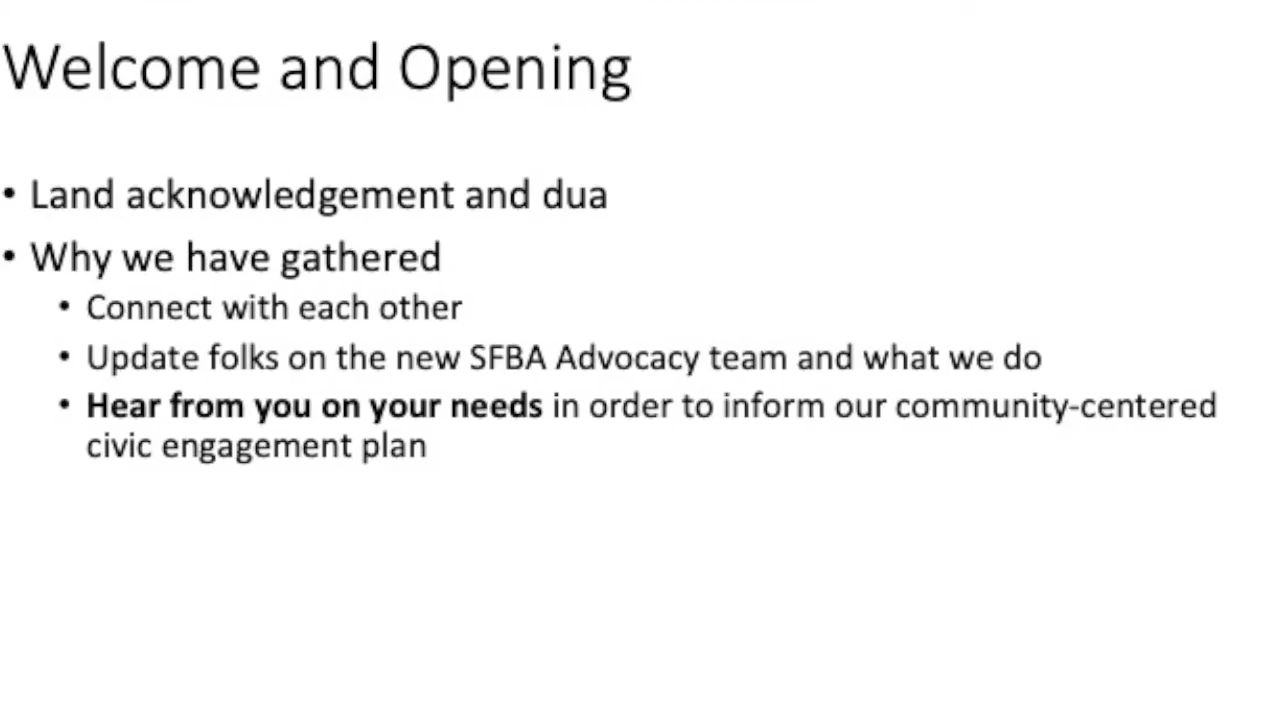 Welcome and Opening
• Land acknowledgement and dua
• Why we have gathered
• Connect with each other
• Update folks on the new SFBA Advocacy team and what we do
• Hear from you on your needs in order to inform our community-centered
civic engagement plan